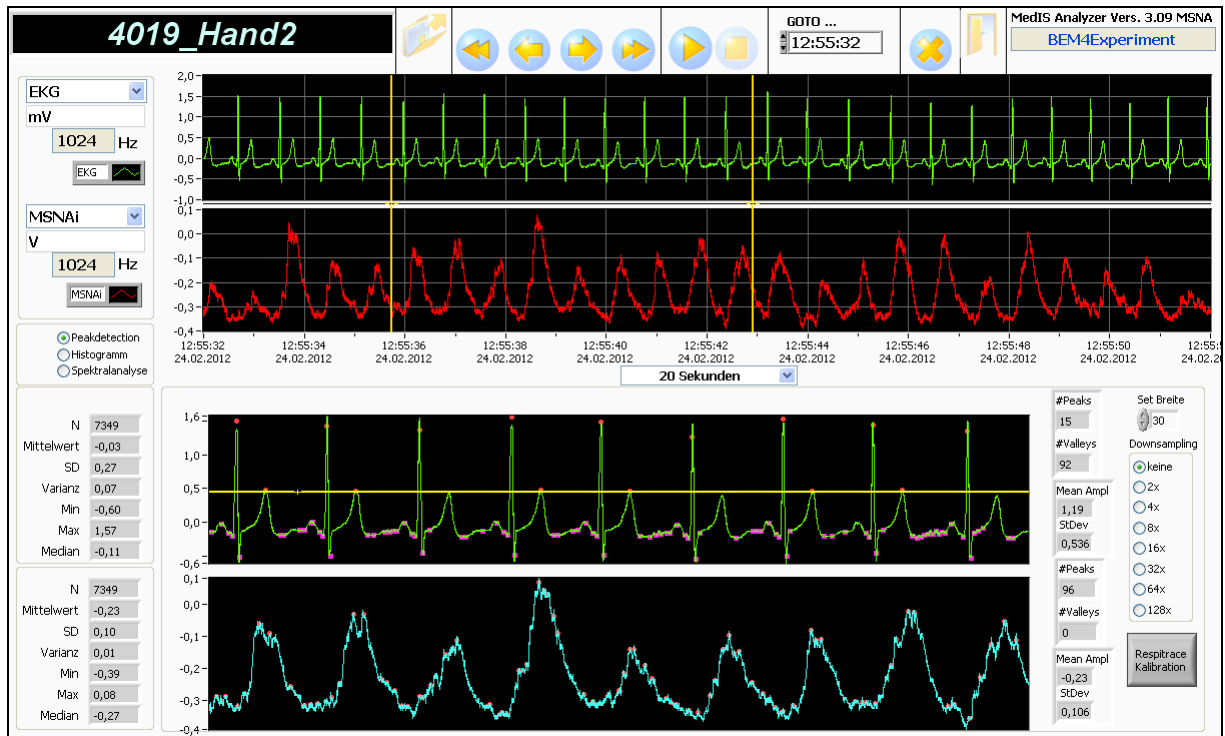 4019_Hand2
GOTO ...
12:55:32
MedIS Analyzer Vers. 3.09 MSNA
BEM4Experiment
EKG
mV
1024 Hz
EKG
2,0
1,5
1,0
0,5
0,0
-0,5
-1,0
MSNAi
V
1024 Hz
MSNAi
0,1
0,0
-0,1
-0,2
-0,3
-0,4
12:55:32 12:55:34 12:55:36 12:55:38 12:55:40 12:55:42 12:55:44 12:55:46 12:55:48 12:55:50 12:55:5
24.02.2012 24.02.2012 24.02.2012 24.02.2012 24.02.2012 24.02.2012 24.02.2012 24.02.2012 24.02.2012 24.02.2012 24.02.2
20 Sekunden
Peakdetection
Histogramm
Spektralanalyse
N 7349
Mittelwert -0,03
SD 0,27
Varianz 0,07
Min -0,60
Max 1,57
Median -0,11
1,6
1,0
0,5
0,0
-0,6
#Peaks
15
#Valleys
92
Mean Ampl
1,19
StDev
0,536
Set Breite
30
Downsampling
keine
2x
4x
8x
16x
32x
64x
128x
N 7349
Mittelwert -0,23
SD 0,10
Varianz 0,01
Min -0,39
Max 0,08
Median -0,27
0,1
0,0
-0,1
-0,2
-0,3
-0,4
#Peaks
96
#Valleys
0
Mean Ampl
-0,23
StDev
0,106
Respitrace
Kalibration